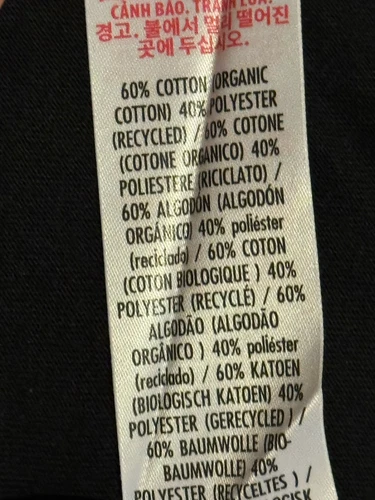 CẢNH BÁO. TRÁNH LỬA.
경고. 불에서 멀리 떨어진
곳에 두십시오.
60% COTTON (ORGANIC
COTTON) 40% POLYESTER
(RECYCLED) / 60% COTONE
(COTONE ORGANICO) 40%
POLIESTERE (RICICLATO) /
60% ALGODÓN (ALGODÓN
ORGÁNICO) 40% poliéster
(reciclado) / 60% COTON
(COTON BIOLOGIQUE ) 40%
POLYESTER (RECYCLÉ) / 60%
ALGODÃO (ALGODÃO
ORGÂNICO ) 40% poliéster
(reciclado) / 60% KATOEN
(BIOLOGISCH KATOEN) 40%
POLYESTER (GERECYCLED ) /
60% BAUMWOLLE (BIO-
BAUMWOLLE) 40%
POLYESTER (RECYCELTES ) /